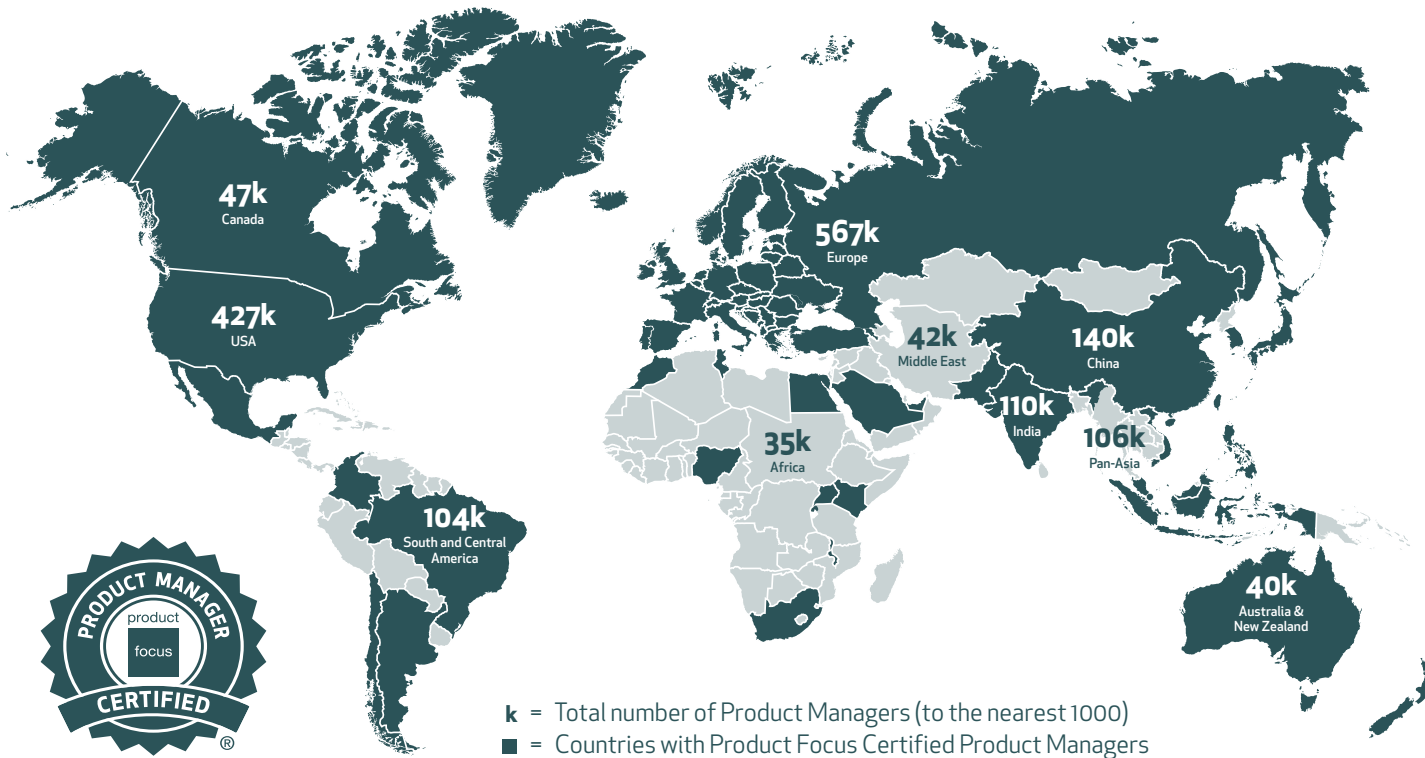 47k
Canada
427k
USA
567k
Europe
42k
Middle East
140k
China
110k
India
106k
Pan-Asia
35k
Africa
104k
South and Central
America
40k
Australia &
New Zealand
PRODUCT MANAGER
product
focus
CERTIFIED
®
k = Total number of Product Managers (to the nearest 1000)
= Countries with Product Focus Certified Product Managers